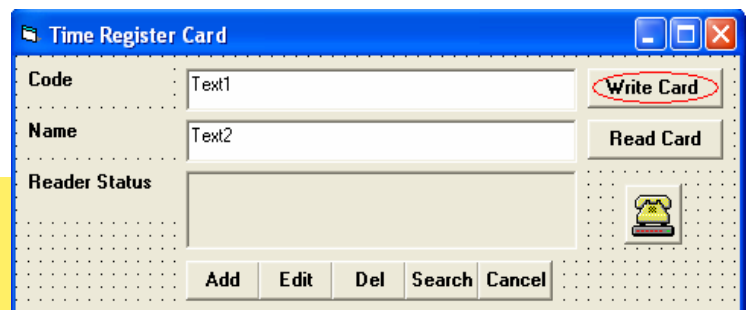 Time Register Card
Code Text1 Write Card
Name Text2 Read Card
Reader Status
Add Edit Del Search Cancel